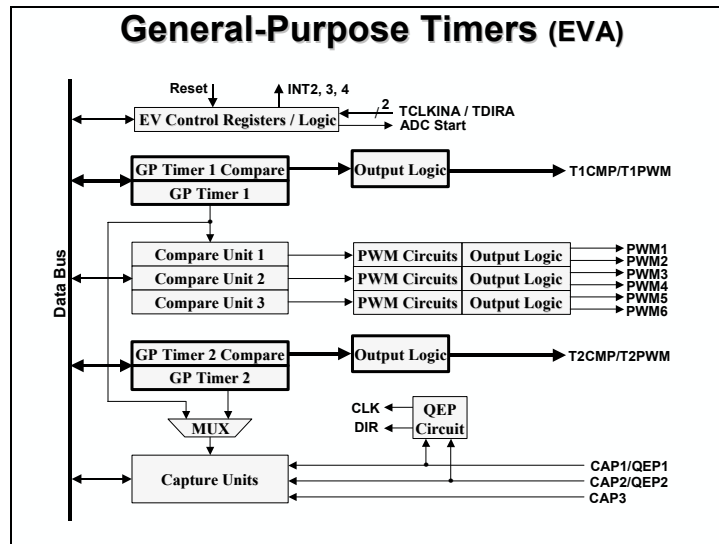 General-Purpose Timers (EVA)
Reset
INT2, 3, 4
2
TCLKINA / TDIRA
EV Control Registers / Logic
ADC Start
GP Timer 1 Compare
Output Logic
T1CMP/T1PWM
GP Timer 1
Data Bus
Compare Unit 1
PWM Circuits
Output Logic
PWM1
PWM2
Compare Unit 2
PWM Circuits
Output Logic
PWM3
PWM4
Compare Unit 3
PWM Circuits
Output Logic
PWM5
PWM6
GP Timer 2 Compare
Output Logic
T2CMP/T2PWM
GP Timer 2
MUX
CLK
DIR
QEP
Circuit
Capture Units
CAP1/QEP1
CAP2/QEP2
CAP3